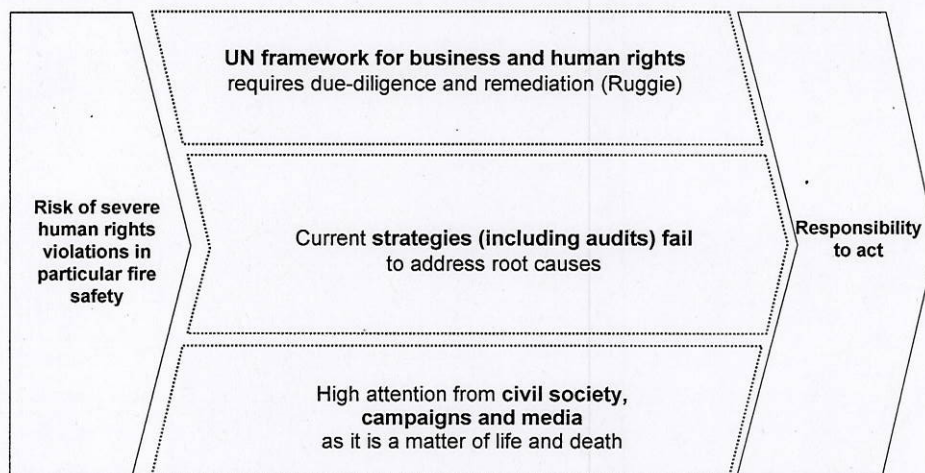 Risk of severe
human rights
violations in
particular fire
safety
UN framework for business and human rights
requires due-diligence and remediation (Ruggie)
Current strategies (including audits) fail
to address root causes
High attention from civil society,
campaigns and media
as it is a matter of life and death
Responsibility
to act